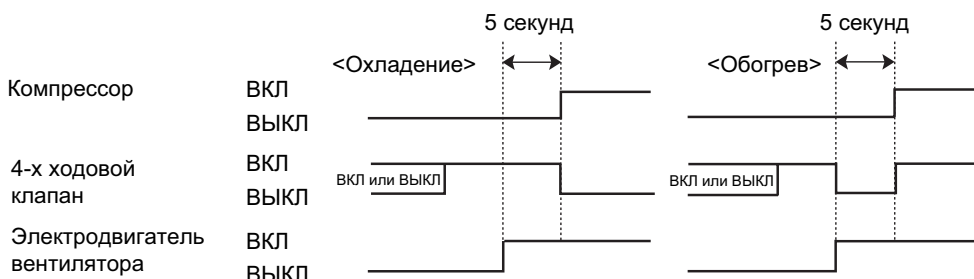 5 секунд 5 секунд
<Охладение> <Обогрев>
Компрессор ВКЛ
ВЫКЛ
4-х ходовой ВКЛ
клапан ВЫКЛ
ВКЛ или ВЫКЛ ВКЛ или ВЫКЛ
Электродвигатель ВКЛ
вентилятора ВЫКЛ